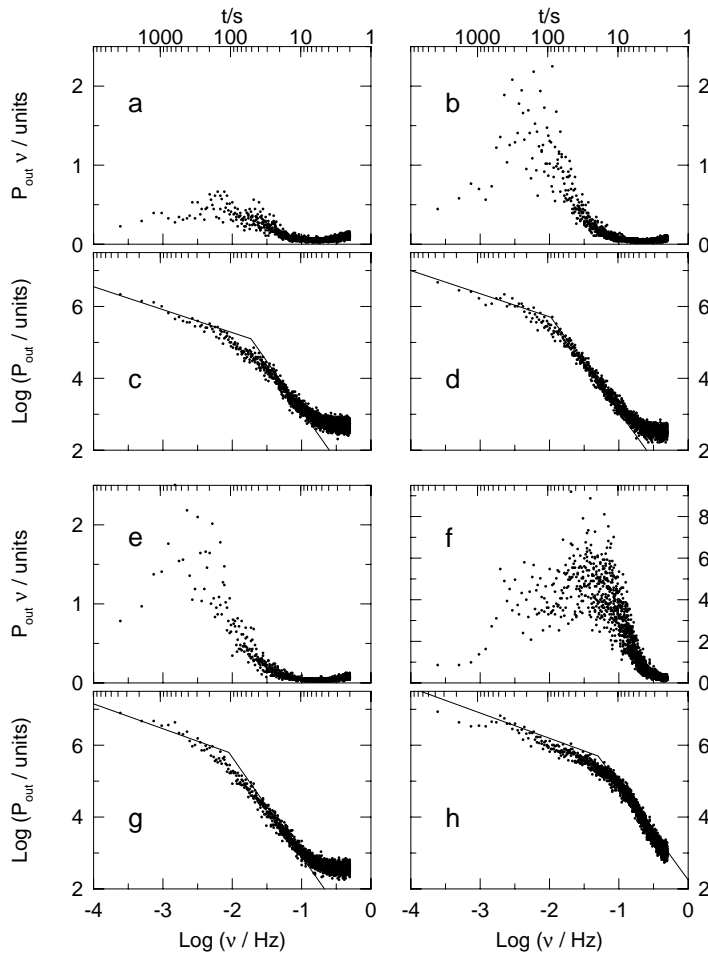 t/s t/s
1000 100 10 1 1000 100 10 1
P_out ν / units
2
1
0
a
b
2
1
0
Log (P_out / units)
6
4
2
c
d
6
4
2
P_out ν / units
2
1
0
e
f
8
6
4
2
0
Log (P_out / units)
6
4
2
g
h
6
4
2
-4 -3 -2 -1 0 -4 -3 -2 -1 0
Log (ν / Hz) Log (ν / Hz)